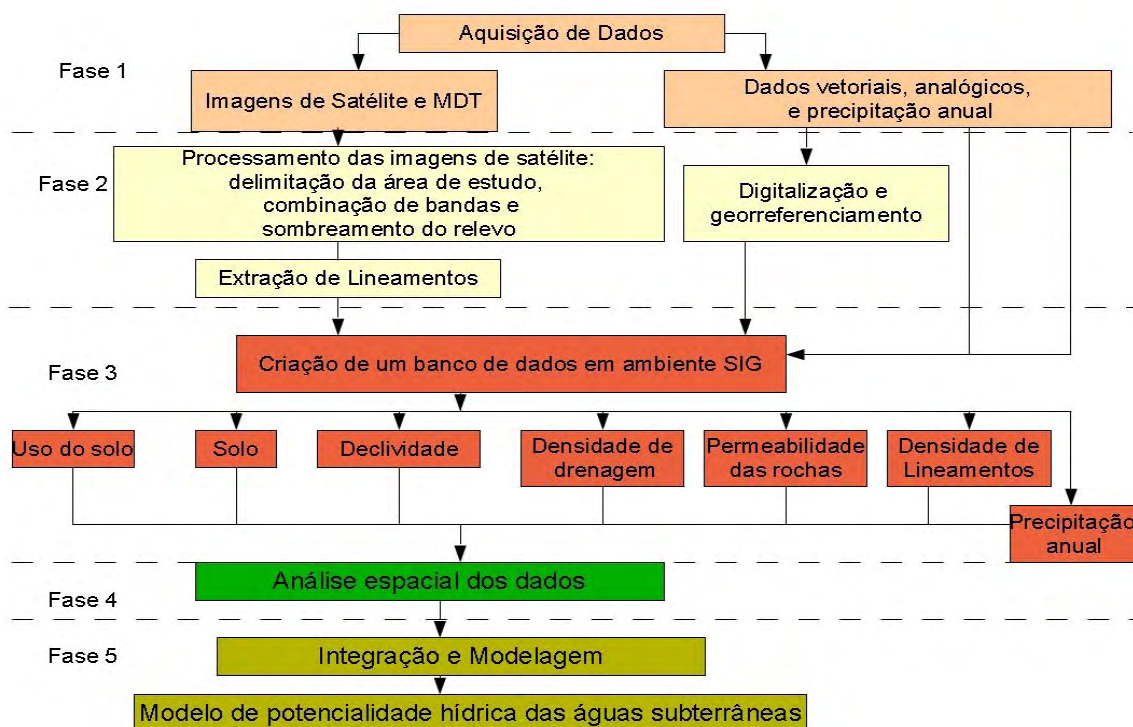 Aquisição de Dados
Fase 1
Imagens de Satélite e MDT
Dados vetoriais, analógicos,
e precipitação anual
Fase 2
Processamento das imagens de satélite:
delimitação da área de estudo,
combinação de bandas e
sombreamento do relevo
Digitalização e
georreferenciamento
Extração de Lineamentos
Fase 3
Criação de um banco de dados em ambiente SIG
Uso do solo
Solo
Declividade
Densidade de
drenagem
Permeabilidade
das rochas
Densidade de
Lineamentos
Precipitação
anual
Fase 4
Análise espacial dos dados
Fase 5
Integração e Modelagem
Modelo de potencialidade hídrica das águas subterrâneas